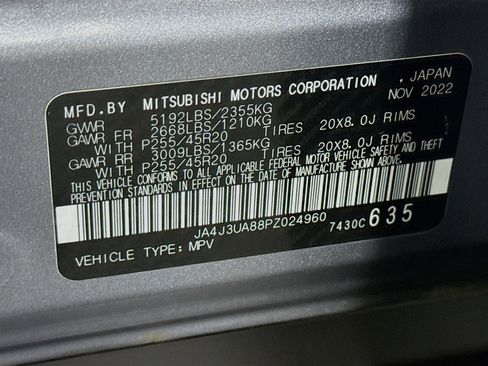 MFD.BY MITSUBISHI MOTORS CORPORATION , JAPAN
GVWR 5192LBS/2355KG NOV 2022
GAWR FR 2668LBS/1210KG
WITH P255/45R20 TIRES 20X8.0J RIMS
GAWR RR 3009LBS/1365KG
WITH P255/45R20 TIRES 20X8.0J RIMS
THIS VEHICLE CONFORMS TO ALL APPLICABLE FEDERAL MOTOR VEHICLE SAFETY AND THEFT
PREVENTION STANDARDS IN EFFECT ON THE DATE OF MANUFACTURE SHOWN ABOVE.
JA4J3UA88PZ024960 7430C635
VEHICLE TYPE: MPV